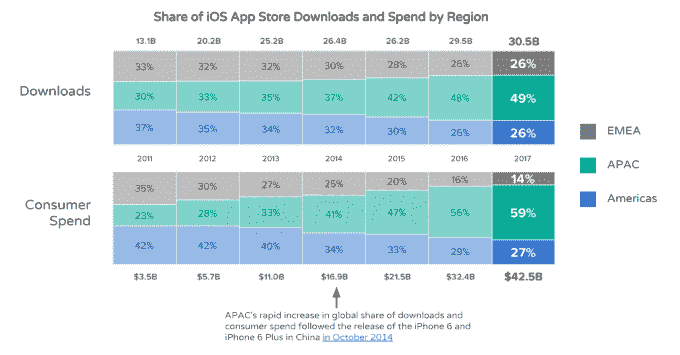 Share of iOS App Store Downloads and Spend by Region
13.1B 20.2B 25.2B 26.4B 26.2B 29.5B 30.5B
33% 32% 32% 30% 28% 26% 26%
Downloads 30% 33% 35% 37% 42% 48% 49%
37% 35% 34% 32% 30% 26% 26%
EMEA
2011 2012 2013 2014 2015 2016 2017
APAC
35% 30% 27% 25% 20% 16% 14%
Americas
Consumer
Spend
23% 28% 33% 41% 47% 56% 59%
42% 42% 40% 34% 33% 29% 27%
$3.5B $5.7B $11.0B $16.9B $21.5B $32.4B $42.5B
APAC's rapid increase in global share of downloads and
consumer spend followed the release of the iPhone 6 and
iPhone 6 Plus in China in October 2014